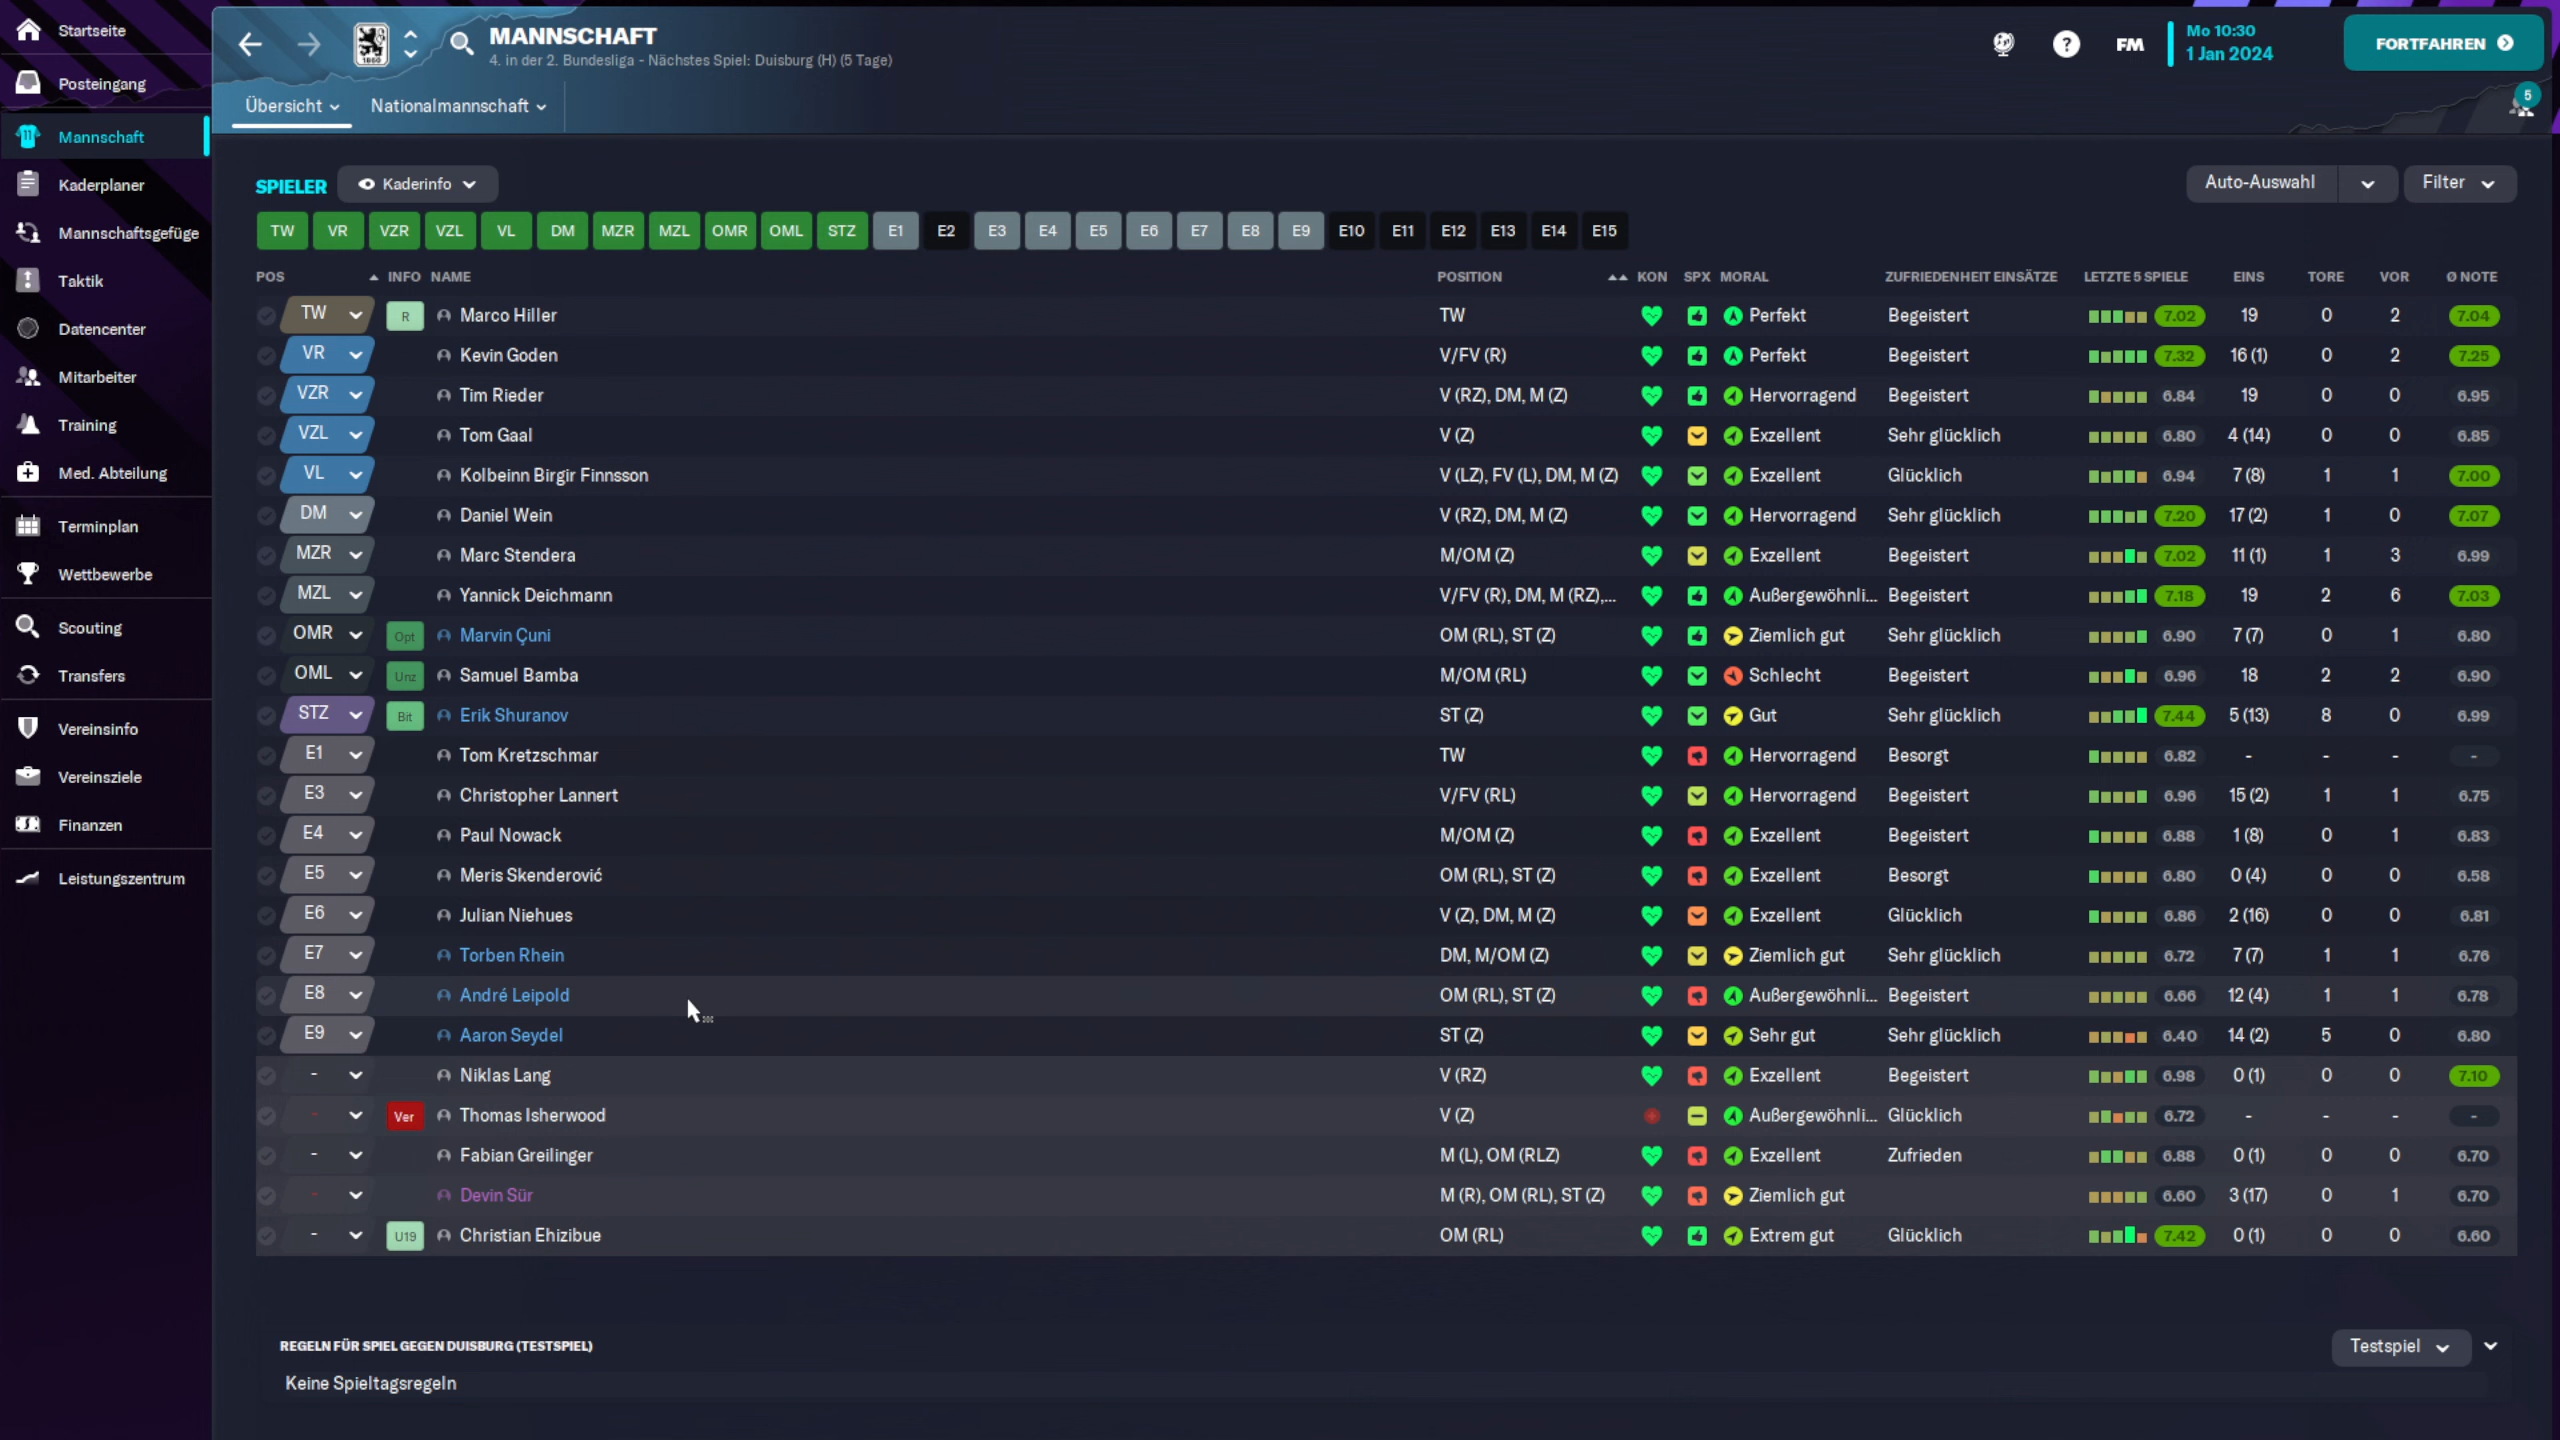 Startseite
Posteingang
Mannschaft
Kaderplaner
Mannschaftsgefüge
Taktik
Datencenter
Mitarbeiter
Training
Med. Abteilung
Terminplan
Wettbewerbe
Scouting
Transfers
Vereinsinfo
Vereinsziele
Finanzen
Leistungszentrum
1860
MANNSCHAFT
4. in der 2. Bundesliga - Nächstes Spiel: Duisburg (H) (5 Tage)
? FM
Mo 10:30
1 Jan 2024
FORTFAHREN
Übersicht Nationalmannschaft
5
SPIELER Kaderinfo Auto-Auswahl Filter
TW VR VZR VZL VL DM MZR MZL OMR OML STZ E1 E2 E3 E4 E5 E6 E7 E8 E9 E10 E11 E12 E13 E14 E15
POS INFO NAME POSITION KON SPX MORAL ZUFRIEDENHEIT EINSÄTZE LETZTE 5 SPIELE EINS TORE VOR Ø NOTE
TW R Marco Hiller TW Perfekt Begeistert 7.02 19 0 2 7.04
VR Kevin Goden V/FV (R) Perfekt Begeistert 7.32 16 (1) 0 2 7.25
VZR Tim Rieder V (RZ), DM, M (Z) Hervorragend Begeistert 6.84 19 0 0 6.95
VZL Tom Gaal V (Z) Exzellent Sehr glücklich 6.80 4 (14) 0 0 6.85
VL Kolbeinn Birgir Finnsson V (LZ), FV (L), DM, M (Z) Exzellent Glücklich 6.94 7 (8) 1 1 7.00
DM Daniel Wein V (RZ), DM, M (Z) Hervorragend Sehr glücklich 7.20 17 (2) 1 0 7.07
MZR Marc Stendera M/OM (Z) Exzellent Begeistert 7.02 11 (1) 1 3 6.99
MZL Yannick Deichmann V/FV (R), DM, M (RZ),... Außergewöhnli... Begeistert 7.18 19 2 6 7.03
OMR Opt Marvin Çuni OM (RL), ST (Z) Ziemlich gut Sehr glücklich 6.90 7 (7) 0 1 6.80
OML Unz Samuel Bamba M/OM (RL) Schlecht Begeistert 6.96 18 2 2 6.90
STZ Bit Erik Shuranov ST (Z) Gut Sehr glücklich 7.44 5 (13) 8 0 6.99
E1 Tom Kretzschmar TW Hervorragend Besorgt 6.82 - - - -
E3 Christopher Lannert V/FV (RL) Hervorragend Begeistert 6.96 15 (2) 1 1 6.75
E4 Paul Nowack M/OM (Z) Exzellent Begeistert 6.88 1 (8) 0 1 6.83
E5 Meris Skenderović OM (RL), ST (Z) Exzellent Besorgt 6.80 0 (4) 0 0 6.58
E6 Julian Niehues V (Z), DM, M (Z) Exzellent Glücklich 6.86 2 (16) 0 0 6.81
E7 Torben Rhein DM, M/OM (Z) Ziemlich gut Sehr glücklich 6.72 7 (7) 1 1 6.76
E8 André Leipold OM (RL), ST (Z) Außergewöhnli... Begeistert 6.66 12 (4) 1 1 6.78
E9 Aaron Seydel ST (Z) Sehr gut Sehr glücklich 6.40 14 (2) 5 0 6.80
- Niklas Lang V (RZ) Exzellent Begeistert 6.98 0 (1) 0 0 7.10
- Ver Thomas Isherwood V (Z) Außergewöhnli... Glücklich 6.72 - - - -
- Fabian Greilinger M (L), OM (RLZ) Exzellent Zufrieden 6.88 0 (1) 0 0 6.70
- Devin Sür M (R), OM (RL), ST (Z) Ziemlich gut 6.60 3 (17) 0 1 6.70
- U19 Christian Ehizibue OM (RL) Extrem gut Glücklich 7.42 0 (1) 0 0 6.60
REGELN FÜR SPIEL GEGEN DUISBURG (TESTSPIEL) Testspiel
Keine Spieltagsregeln